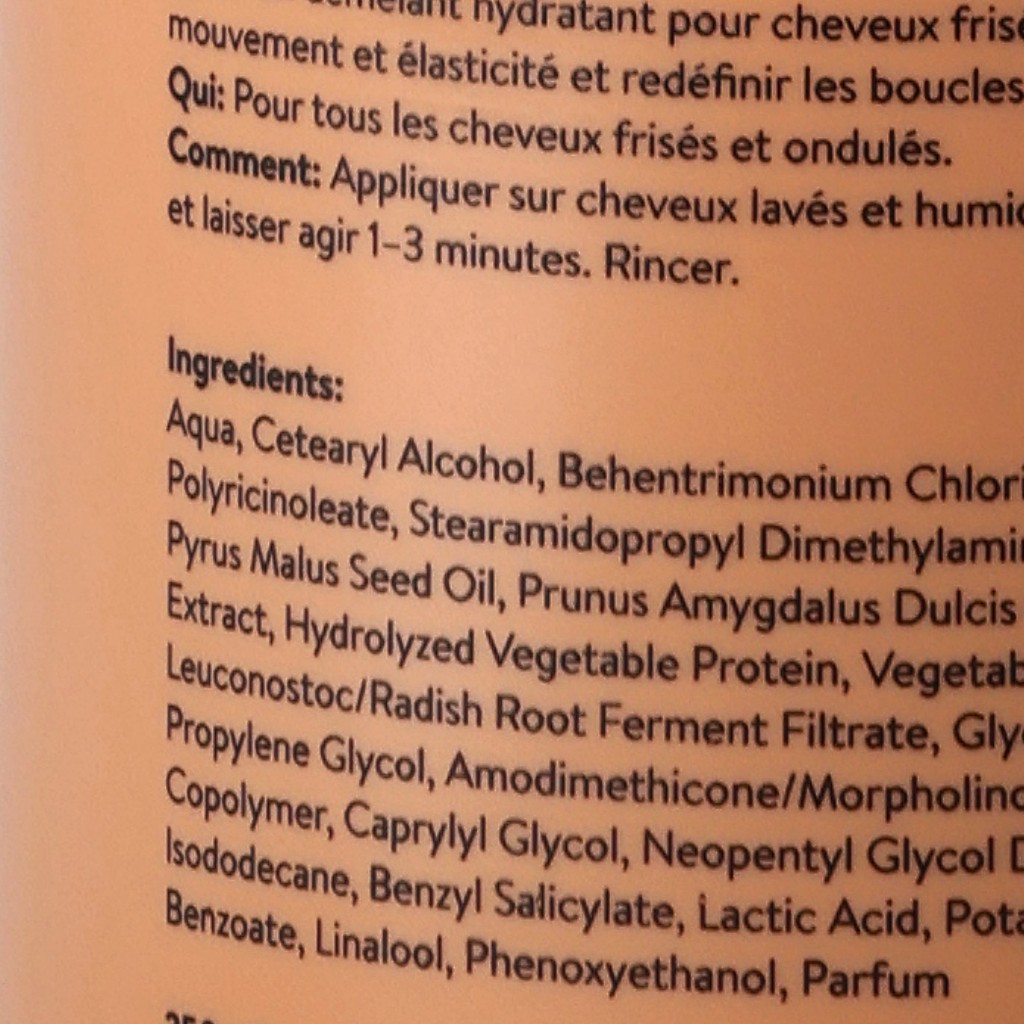 hydratant pour cheveux
mouvement et élasticité et redéfinir les boucles
Qui: Pour tous les cheveux frisés et ondulés.
Comment: Appliquer sur cheveux lavés et
et laisser agir 1–3 minutes. Rincer.
Ingredients:
Aqua, Cetearyl Alcohol, Behentrimonium
Polyricinoleate, Stearamidopropyl
Pyrus Malus Seed Oil, Prunus Amygdalus Dulcis
Extract, Hydrolyzed Vegetable Protein,
Leuconostoc/Radish Root Ferment Filtrate,
Propylene Glycol,
Copolymer, Caprylyl Glycol, Neopentyl Glycol
Isododecane, Benzyl Salicylate, Lactic Acid,
Benzoate, Linalool, Phenoxyethanol, Parfum